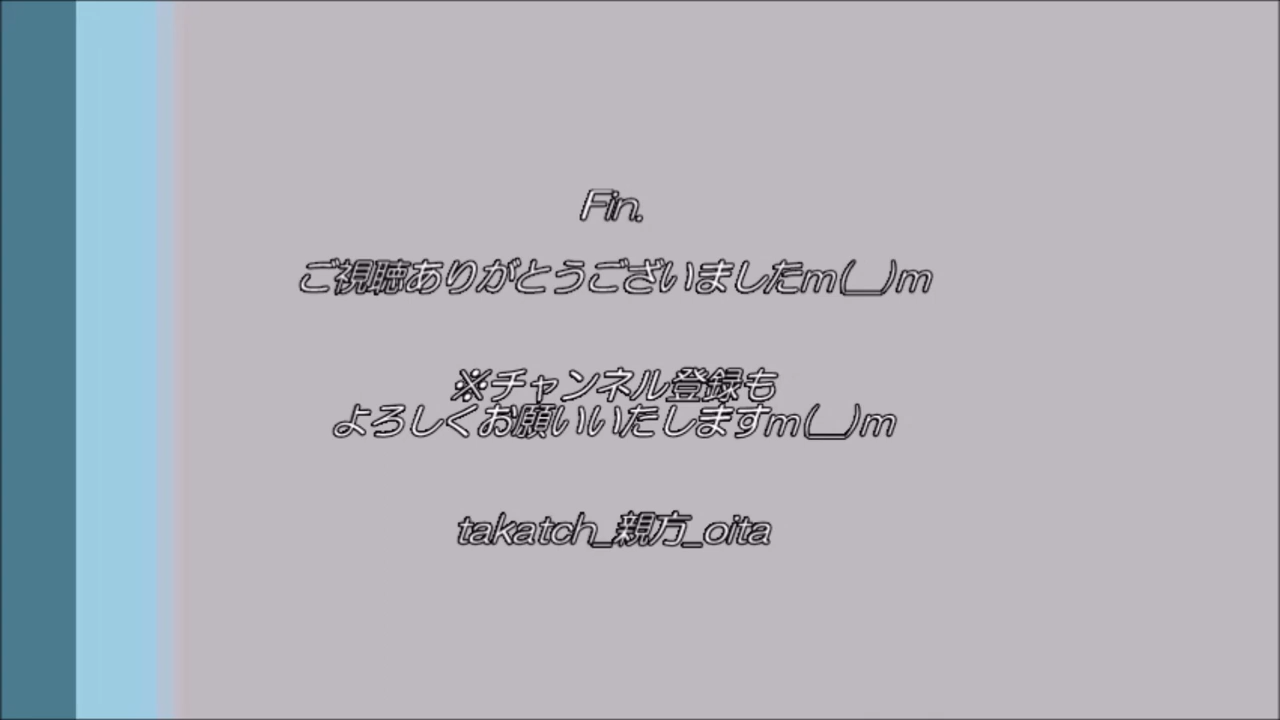 Fin.
ご視聴ありがとうございましたm(__)m
※チャンネル登録も
よろしくお願いいたしますm(__)m
takatch_親方_oita